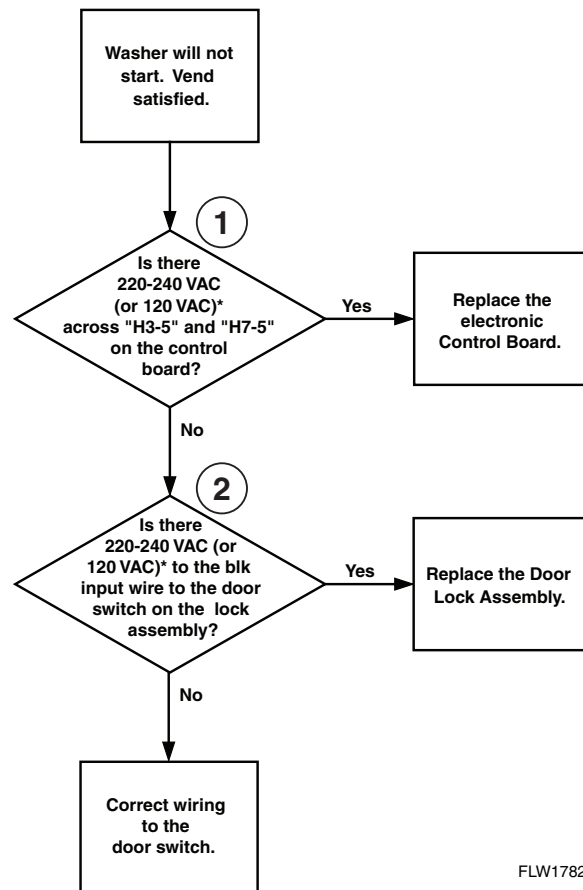 Washer will not
start. Vend
satisfied.
1
Is there
220-240 VAC
(or 120 VAC)*
across "H3-5" and "H7-5"
on the control
board?
Yes
Replace the
electronic
Control Board.
No
2
Is there
220-240 VAC (or
120 VAC)* to the blk
input wire to the door
switch on the lock
assembly?
Yes
Replace the Door
Lock Assembly.
No
Correct wiring
to the
door switch.
FLW1782